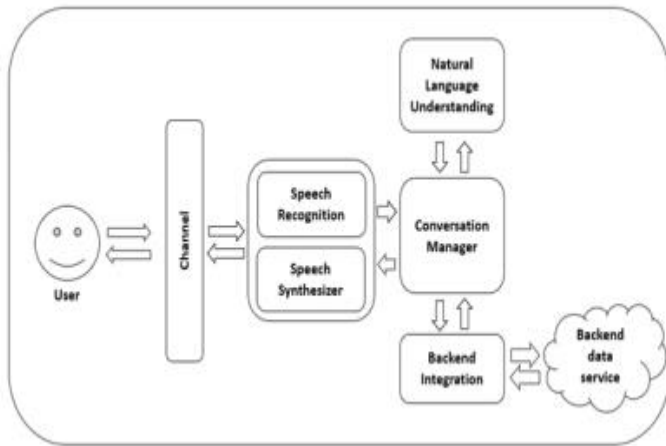 Natural
Language
Understanding
Channel
Speech
Recognition
Conversation
Manager
User
Speech
Synthesizer
Backend
Integration
Backend
data
service